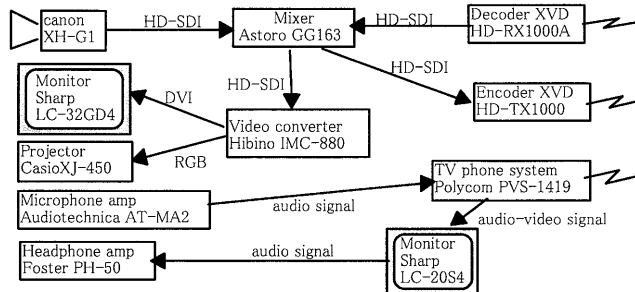 canon
XH-G1
HD-SDI
Mixer
Astoro GG163
HD-SDI
Decoder XVD
HD-RX1000A
HD-SDI
HD-SDI
Encoder XVD
HD-TX1000
Monitor
Sharp
LC-32GD4
DVI
Video converter
Hibino IMC-880
RGB
Projector
CasioXJ-450
TV phone system
Polycom PVS-1419
Microphone amp
Audiotechnica AT-MA2
audio signal
audio-video signal
Headphone amp
Foster PH-50
audio signal
Monitor
Sharp
LC-20S4